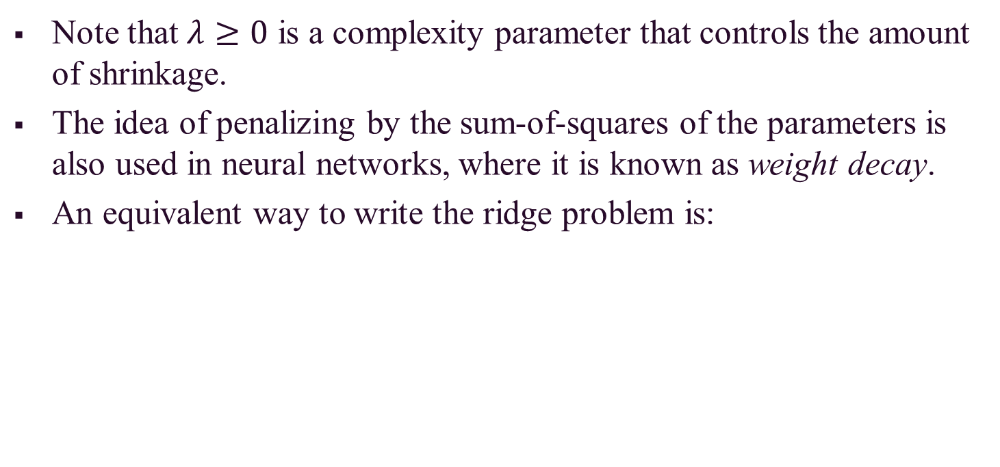 ▪ Note that λ ≥ 0 is a complexity parameter that controls the amount
of shrinkage.
▪ The idea of penalizing by the sum-of-squares of the parameters is
also used in neural networks, where it is known as weight decay.
▪ An equivalent way to write the ridge problem is: